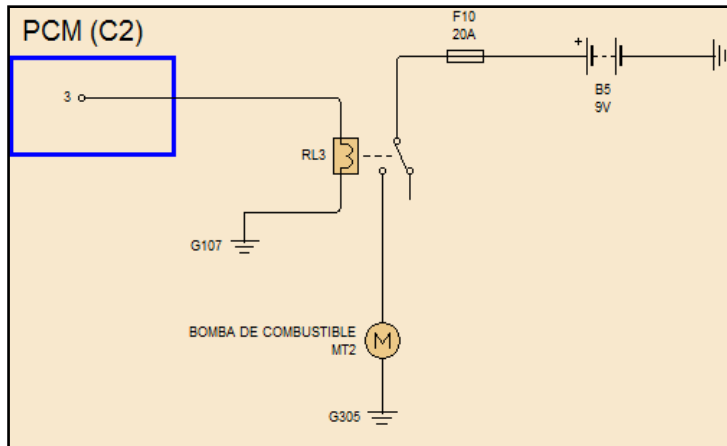 PCM (C2)
F10
20A
3
B5
9V
RL3
G107
BOMBA DE COMBUSTIBLE
MT2
M
G305